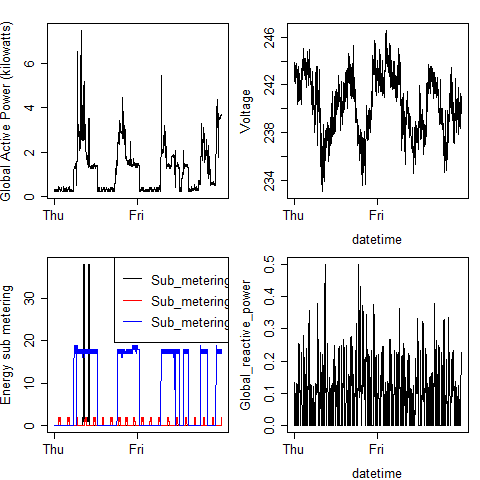 Global Active Power (kilowatts)
0 2 4 6
Thu Fri
Voltage
234 238 242 246
Thu Fri
datetime
Energy sub metering
0 10 20 30
Sub_metering
Sub_metering
Sub_metering
Thu Fri
Global_reactive_power
0.0 0.1 0.2 0.3 0.4 0.5
Thu Fri
datetime